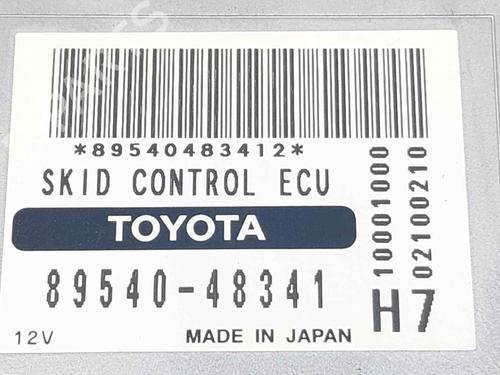 *89540483412*
SKID CONTROL ECU
TOYOTA
89540-48341
12V
MADE IN JAPAN
H7
10001000
02100210